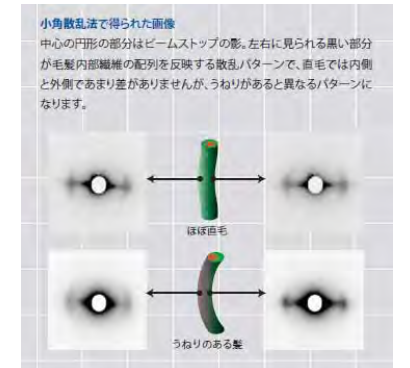 小角散乱法で得られた画像
中心の円形の部分はビームストップの影。左右に見られる黒い部分
が毛髪内部繊維の配列を反映する散乱パターンで、直毛では内側
と外側であまり差がありませんが、うねりがあると異なるパターンに
なります。
ほぼ直毛
うねりのある髪